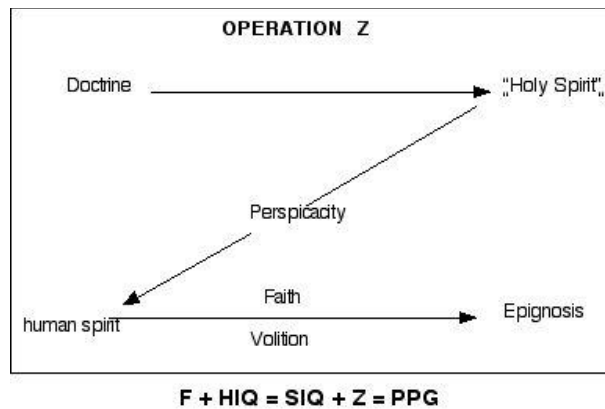 OPERATION Z
Doctrine
"Holy Spirit"
Perspicacity
Faith
human spirit
Epignosis
Volition
F + HIQ = SIQ + Z = PPG